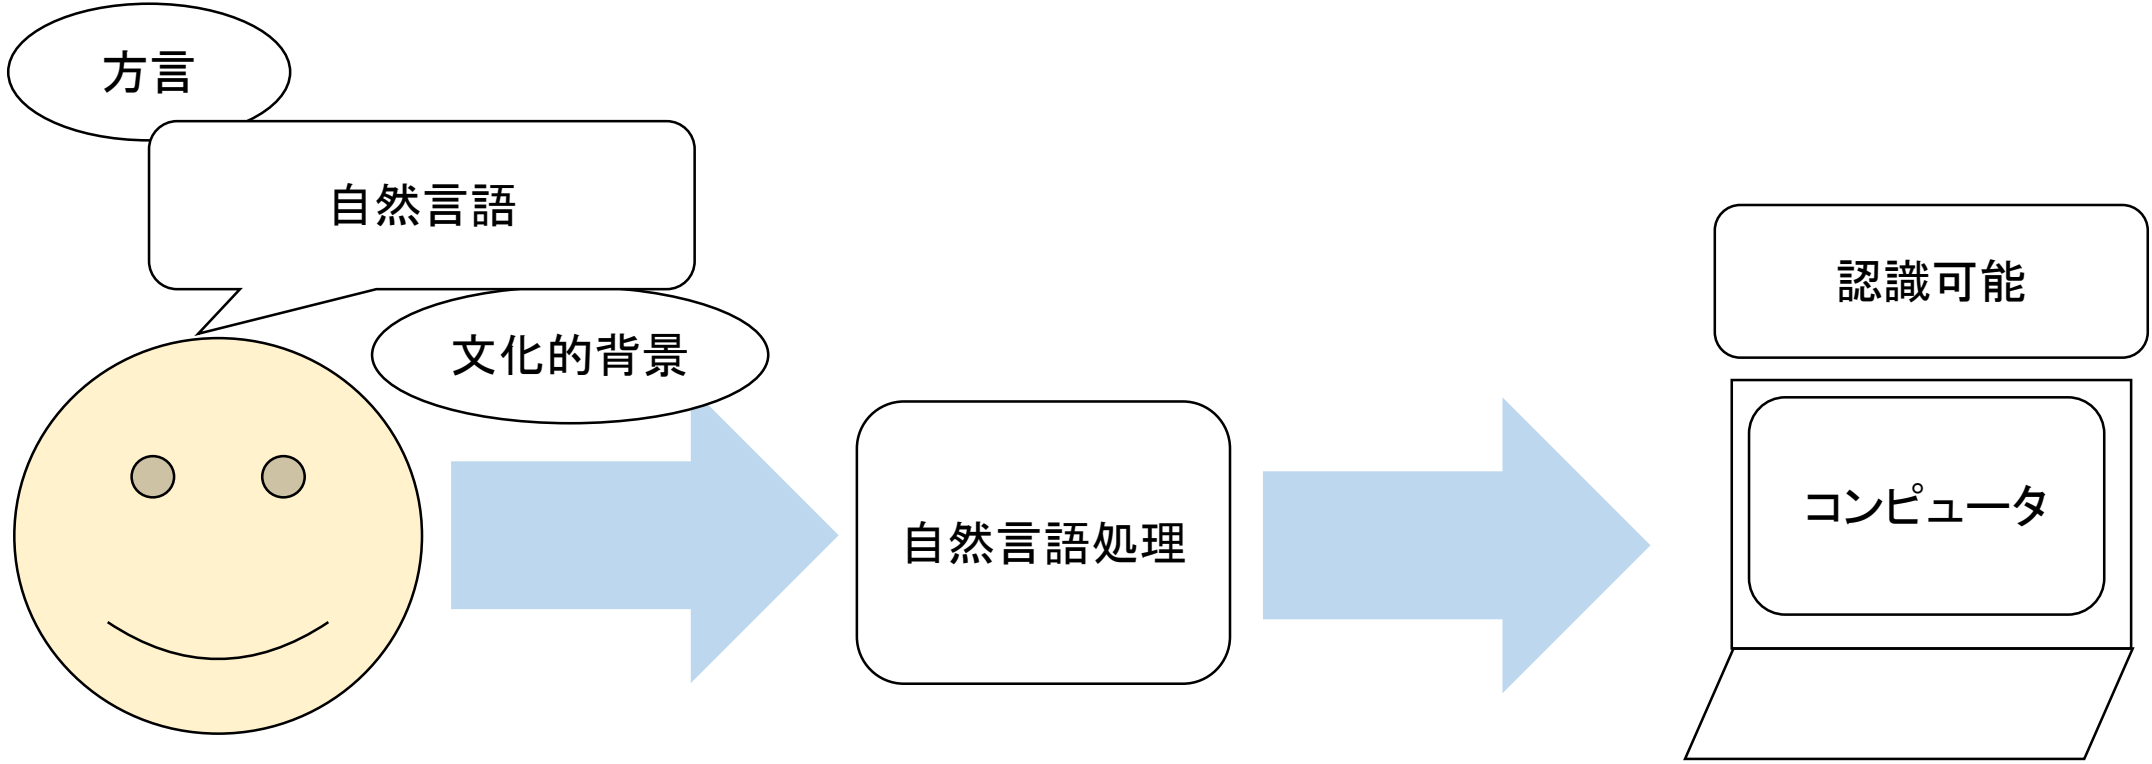 方言
自然言語
文化的背景
自然言語処理
認識可能
コンピュータ